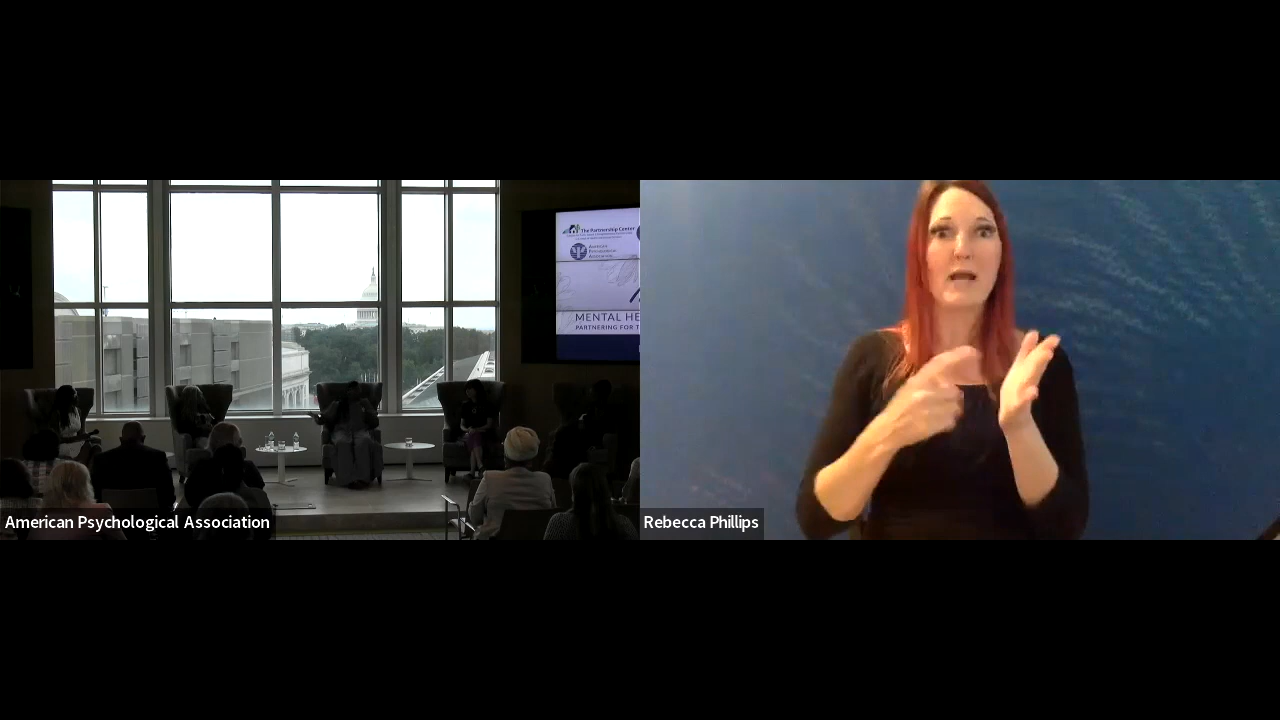 The Partnership Center
American
Psychological
Association
MENTAL HE
PARTNERING FOR T
American Psychological Association
Rebecca Phillips